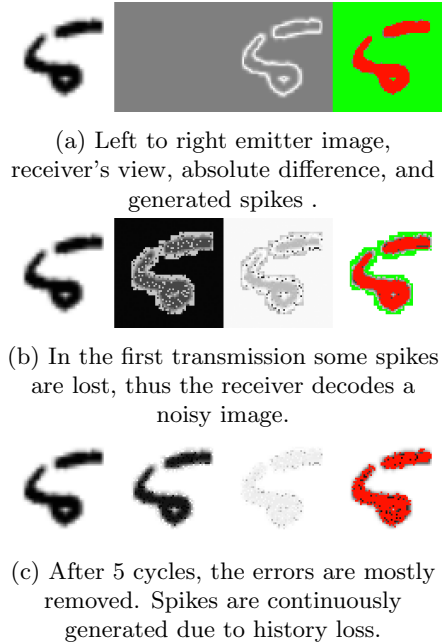 (a) Left to right emitter image,
receiver's view, absolute difference, and
generated spikes .
(b) In the first transmission some spikes
are lost, thus the receiver decodes a
noisy image.
(c) After 5 cycles, the errors are mostly
removed. Spikes are continuously
generated due to history loss.